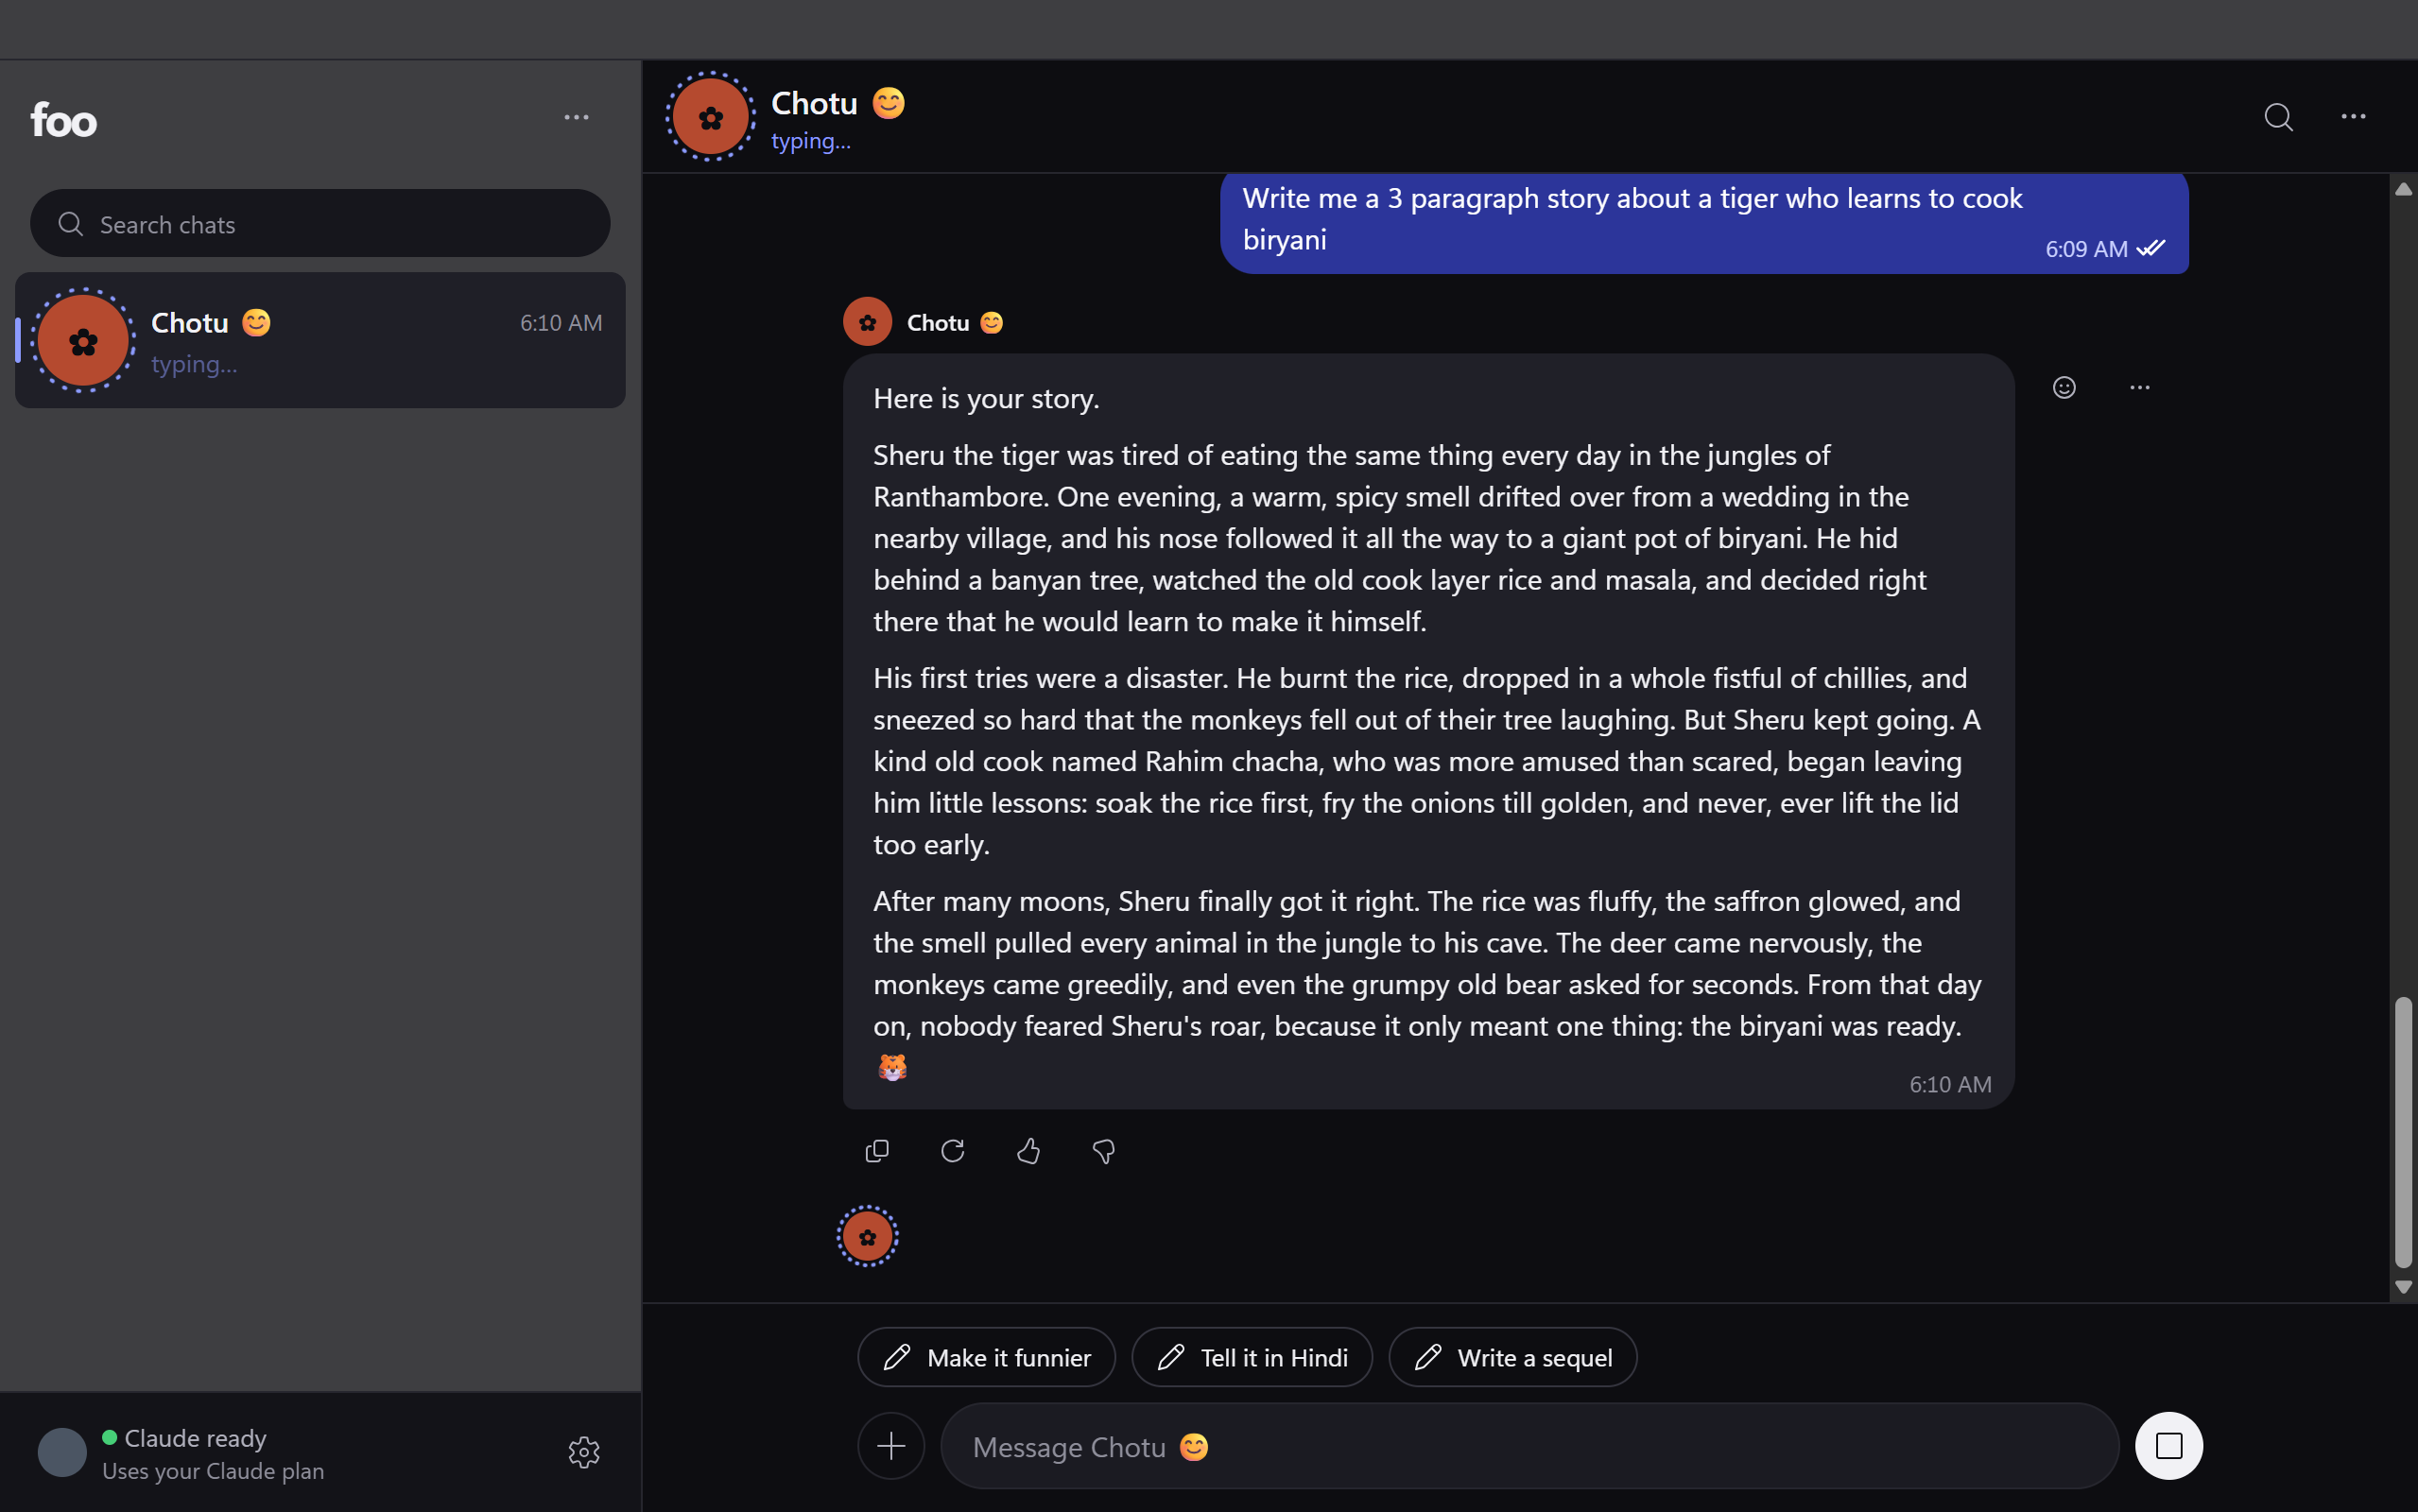 foo
Search chats
Chotu 😊
6:10 AM
typing...
Claude ready
Uses your Claude plan
Chotu 😊
typing...
Write me a 3 paragraph story about a tiger who learns to cook
biryani
6:09 AM
Chotu 😊
Here is your story.
Sheru the tiger was tired of eating the same thing every day in the jungles of
Ranthambore. One evening, a warm, spicy smell drifted over from a wedding in the
nearby village, and his nose followed it all the way to a giant pot of biryani. He hid
behind a banyan tree, watched the old cook layer rice and masala, and decided right
there that he would learn to make it himself.
His first tries were a disaster. He burnt the rice, dropped in a whole fistful of chillies, and
sneezed so hard that the monkeys fell out of their tree laughing. But Sheru kept going. A
kind old cook named Rahim chacha, who was more amused than scared, began leaving
him little lessons: soak the rice first, fry the onions till golden, and never, ever lift the lid
too early.
After many moons, Sheru finally got it right. The rice was fluffy, the saffron glowed, and
the smell pulled every animal in the jungle to his cave. The deer came nervously, the
monkeys came greedily, and even the grumpy old bear asked for seconds. From that day
on, nobody feared Sheru's roar, because it only meant one thing: the biryani was ready.
🐯
6:10 AM
Make it funnier
Tell it in Hindi
Write a sequel
Message Chotu 😊